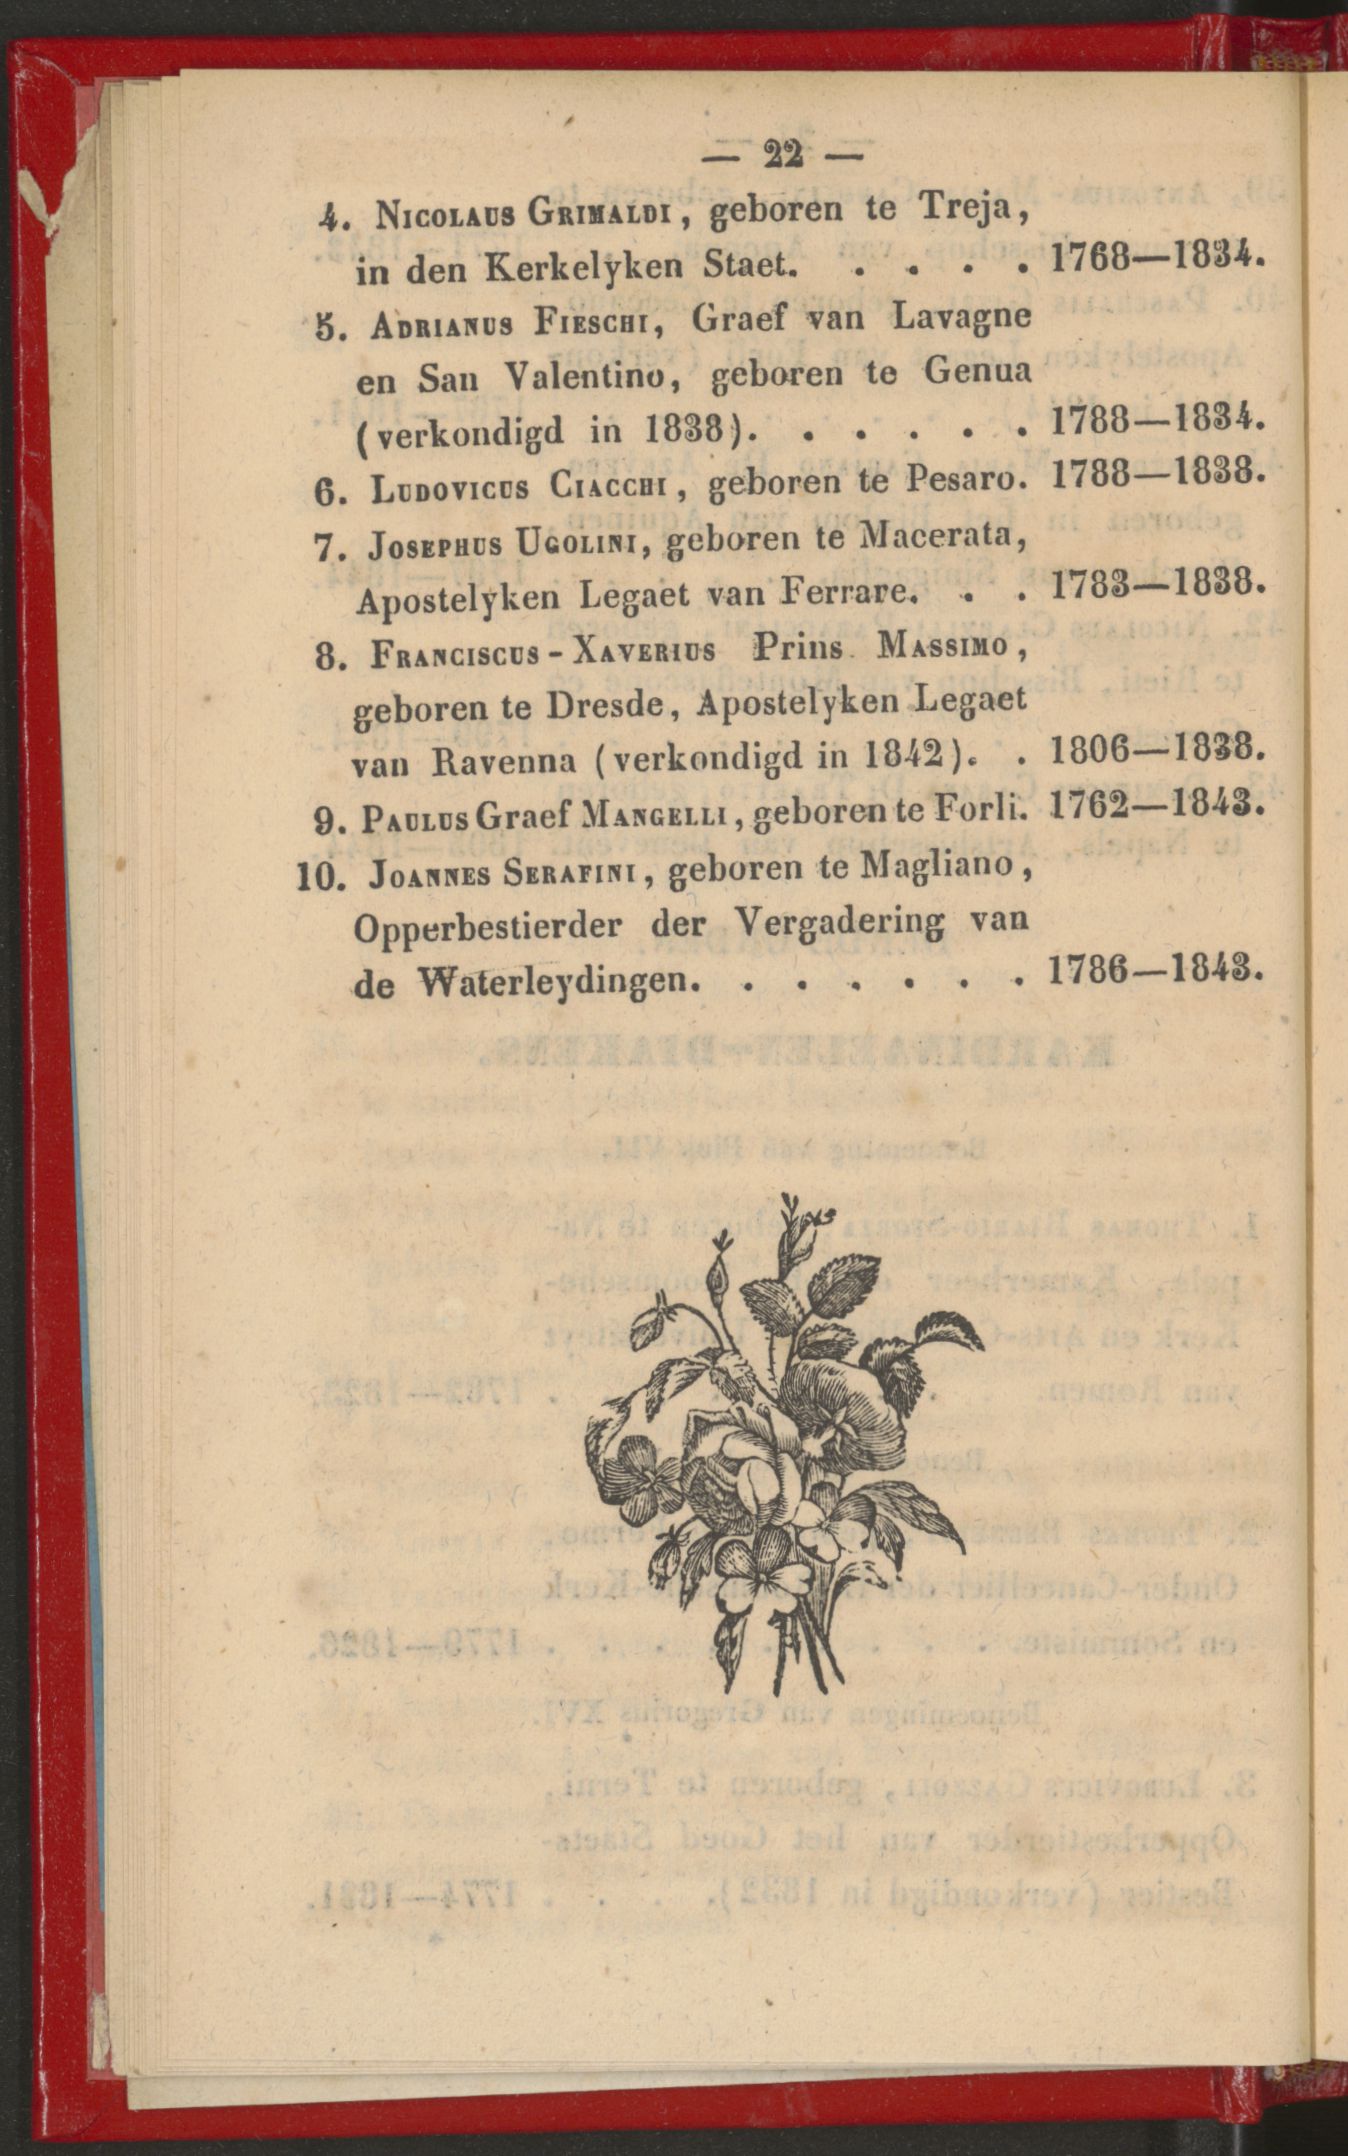 — 22 —
4. Nicolaus Grimaldi, geboren te Treja,
in den Kerkelyken Staet. . . . . 1768—1834.
5. Adrianus Fieschi, Graef van Lavagne
en San Valentino, geboren te Genua
(verkondigd in 1838). . . . . . 1788—1834.
6. Ludovicus Ciacchi, geboren te Pesaro. 1788—1838.
7. Josephus Ugolini, geboren te Macerata,
Apostelyken Legaet van Ferrare. . . 1783—1838.
8. Franciscus-Xaverius Prins Massimo,
geboren te Dresde, Apostelyken Legaet
van Ravenna (verkondigd in 1842). . 1806—1838.
9. Paulus Graef Mangelli, geboren te Forli. 1762—1843.
10. Joannes Serafini, geboren te Magliano,
Opperbestierder der Vergadering van
de Waterleydingen. . . . . . . 1786—1843.